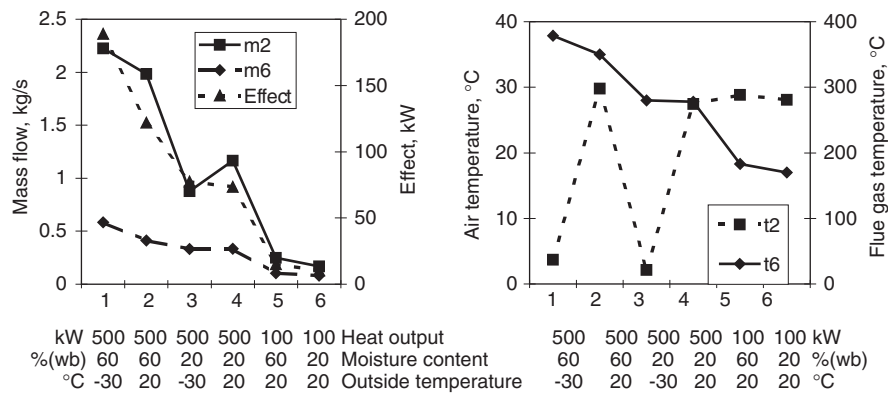 2.5
2
1.5
1
0.5
0
Mass flow, kg/s
200
150
100
50
0
Effect, kW
m2
m6
Effect
1 2 3 4 5 6
40
30
20
10
0
Air temperature, °C
400
300
200
100
0
Flue gas temperature, °C
t2
t6
1 2 3 4 5 6
kW 500 500 500 500 100 100 Heat output 500 500 500 500 100 100 kW
%(wb) 60 60 20 20 60 20 Moisture content 60 60 20 20 60 20 %(wb)
°C -30 20 -30 20 20 20 Outside temperature -30 20 -30 20 20 20 °C